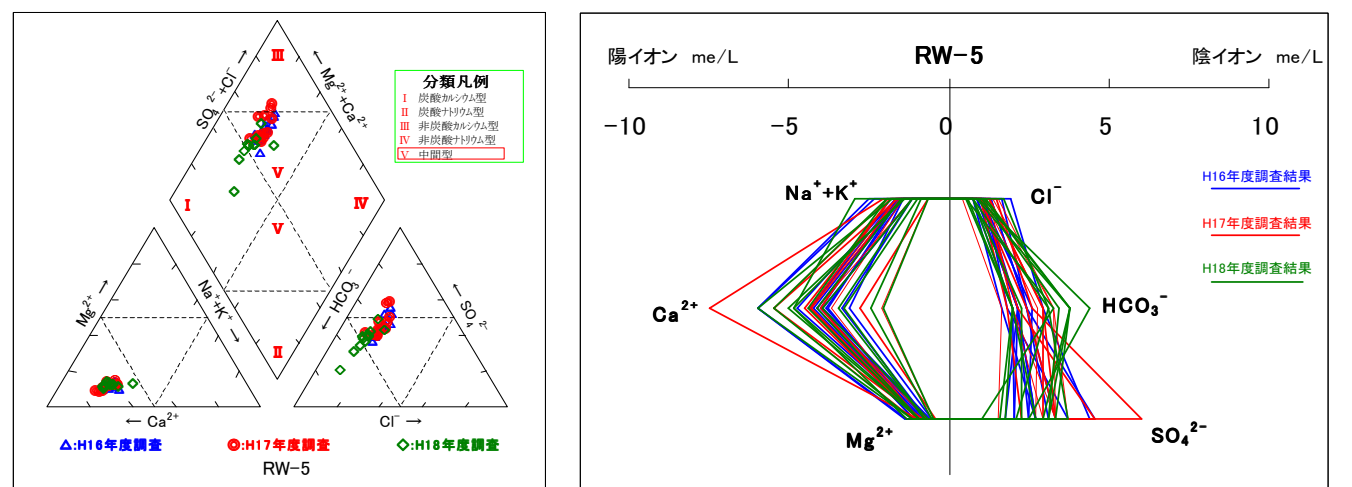 SO₄²⁻+Cl⁻ →
← Mg²⁺+Ca²⁺
III
I
IV
V
V
II
分類凡例
I 炭酸カルシウム型
II 炭酸ナトリウム型
III 非炭酸カルシウム型
IV 非炭酸ナトリウム型
V 中間型
Mg²⁺ →
Na⁺+K⁺ →
← HCO₃⁻
← SO₄²⁻
← Ca²⁺
Cl⁻ →
△:H16年度調査
◎:H17年度調査
◇:H18年度調査
RW-5
陽イオン me/L
RW-5
陰イオン me/L
-10
-5
0
5
10
Na⁺+K⁺
Cl⁻
Ca²⁺
HCO₃⁻
Mg²⁺
SO₄²⁻
H16年度調査結果
H17年度調査結果
H18年度調査結果